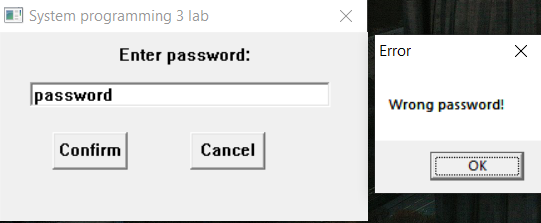 System programming 3 lab
Enter password:
password
Confirm
Cancel
Error
Wrong password!
OK